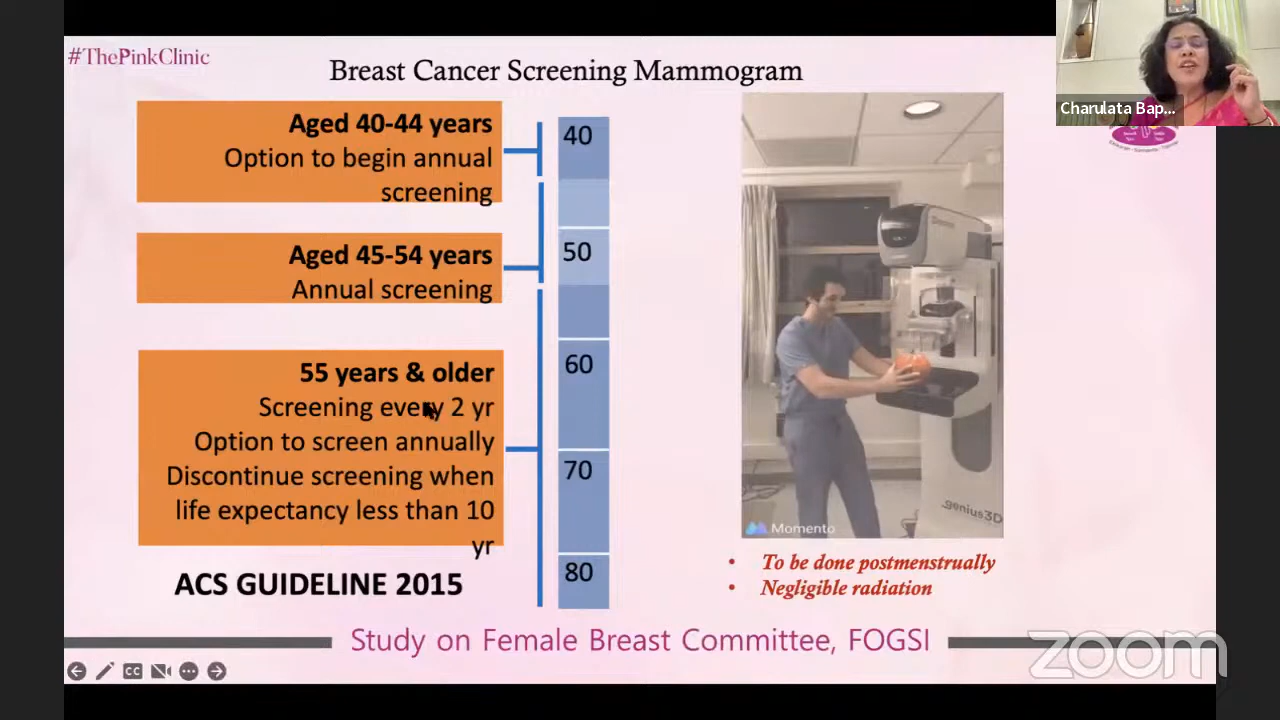 #ThePinkClinic
Breast Cancer Screening Mammogram
Charulata Bap...
Aged 40-44 years
Option to begin annual
screening
Aged 45-54 years
Annual screening
55 years & older
Screening every 2 yr
Option to screen annually
Discontinue screening when
life expectancy less than 10
yr
ACS GUIDELINE 2015
40
50
60
70
80
genius3D
Momento
• To be done postmenstrually
• Negligible radiation
Study on Female Breast Committee, FOGSI
CC
zoom